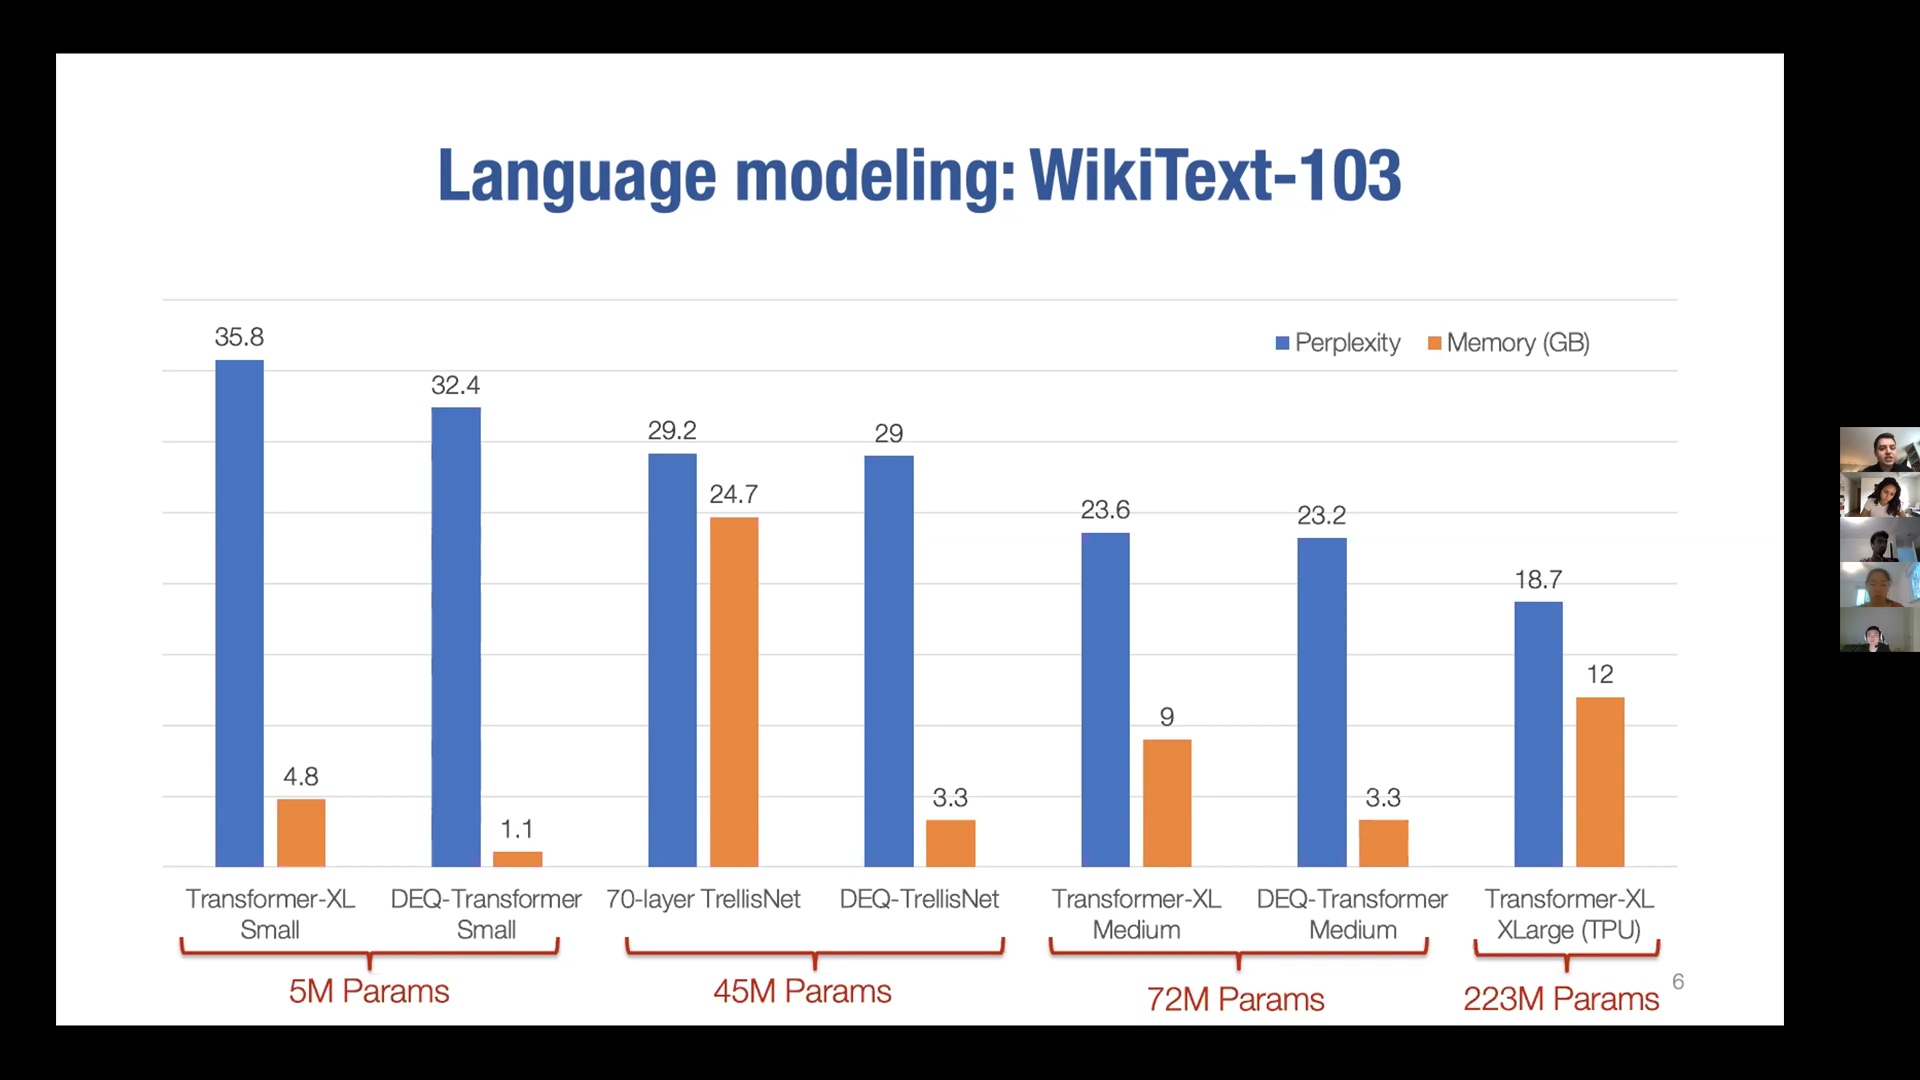 Language modeling: WikiText-103
Perplexity
Memory (GB)
35.8
4.8
32.4
1.1
29.2
24.7
29
3.3
23.6
9
23.2
3.3
18.7
12
Transformer-XL
Small
DEQ-Transformer
Small
70-layer TrellisNet
DEQ-TrellisNet
Transformer-XL
Medium
DEQ-Transformer
Medium
Transformer-XL
XLarge (TPU)
5M Params
45M Params
72M Params
223M Params
6